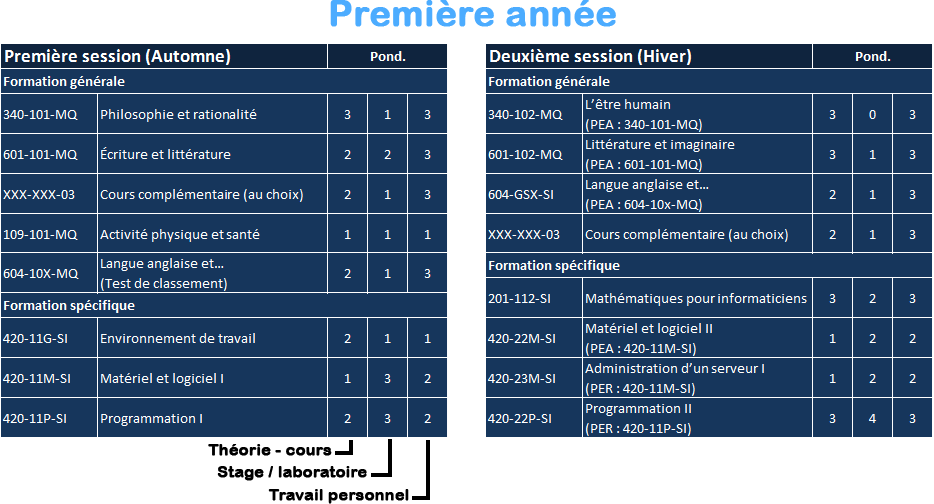 Première année
Première session (Automne) Pond.
Formation générale
340-101-MQ Philosophie et rationalité 3 1 3
601-101-MQ Écriture et littérature 2 2 3
XXX-XXX-03 Cours complémentaire (au choix) 2 1 3
109-101-MQ Activité physique et santé 1 1 1
604-10X-MQ Langue anglaise et… 2 1 3
(Test de classement)
Formation spécifique
420-11G-SI Environnement de travail 2 1 1
420-11M-SI Matériel et logiciel I 1 3 2
420-11P-SI Programmation I 2 3 2
Théorie - cours
Stage / laboratoire
Travail personnel
Deuxième session (Hiver) Pond.
Formation générale
340-102-MQ L’être humain 3 0 3
(PEA : 340-101-MQ)
601-102-MQ Littérature et imaginaire 3 1 3
(PEA : 601-101-MQ)
604-GSX-SI Langue anglaise et… 2 1 3
(PEA : 604-10x-MQ)
XXX-XXX-03 Cours complémentaire (au choix) 2 1 3
Formation spécifique
201-112-SI Mathématiques pour informaticiens 3 2 3
420-22M-SI Matériel et logiciel II 1 2 2
(PEA : 420-11M-SI)
420-23M-SI Administration d’un serveur I 1 2 2
(PER : 420-11M-SI)
420-22P-SI Programmation II 3 4 3
(PER : 420-11P-SI)